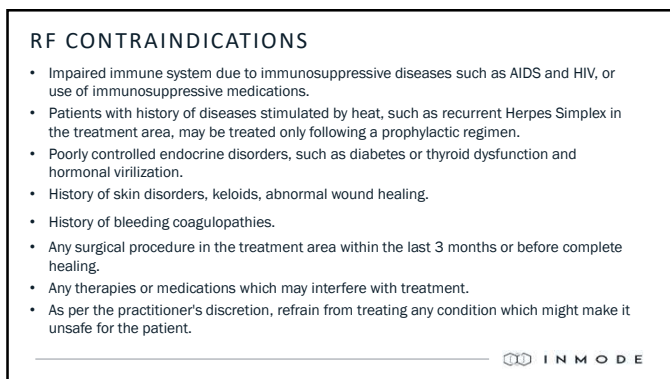 RF CONTRAINDICATIONS
• Impaired immune system due to immunosuppressive diseases such as AIDS and HIV, or
use of immunosuppressive medications.
• Patients with history of diseases stimulated by heat, such as recurrent Herpes Simplex in
the treatment area, may be treated only following a prophylactic regimen.
• Poorly controlled endocrine disorders, such as diabetes or thyroid dysfunction and
hormonal virilization.
• History of skin disorders, keloids, abnormal wound healing.
• History of bleeding coagulopathies.
• Any surgical procedure in the treatment area within the last 3 months or before complete
healing.
• Any therapies or medications which may interfere with treatment.
• As per the practitioner's discretion, refrain from treating any condition which might make it
unsafe for the patient.
INMODE